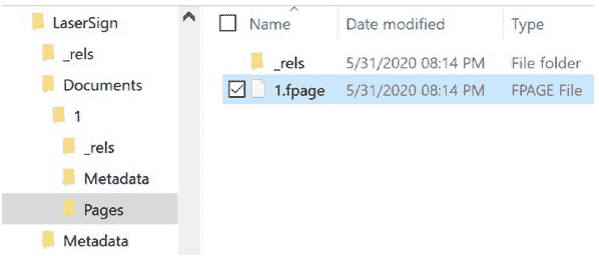 LaserSign
_rels
Documents
1
_rels
Metadata
Pages
Metadata
Name Date modified Type
_rels 5/31/2020 08:14 PM File folder
1.fpage 5/31/2020 08:14 PM FPAGE File